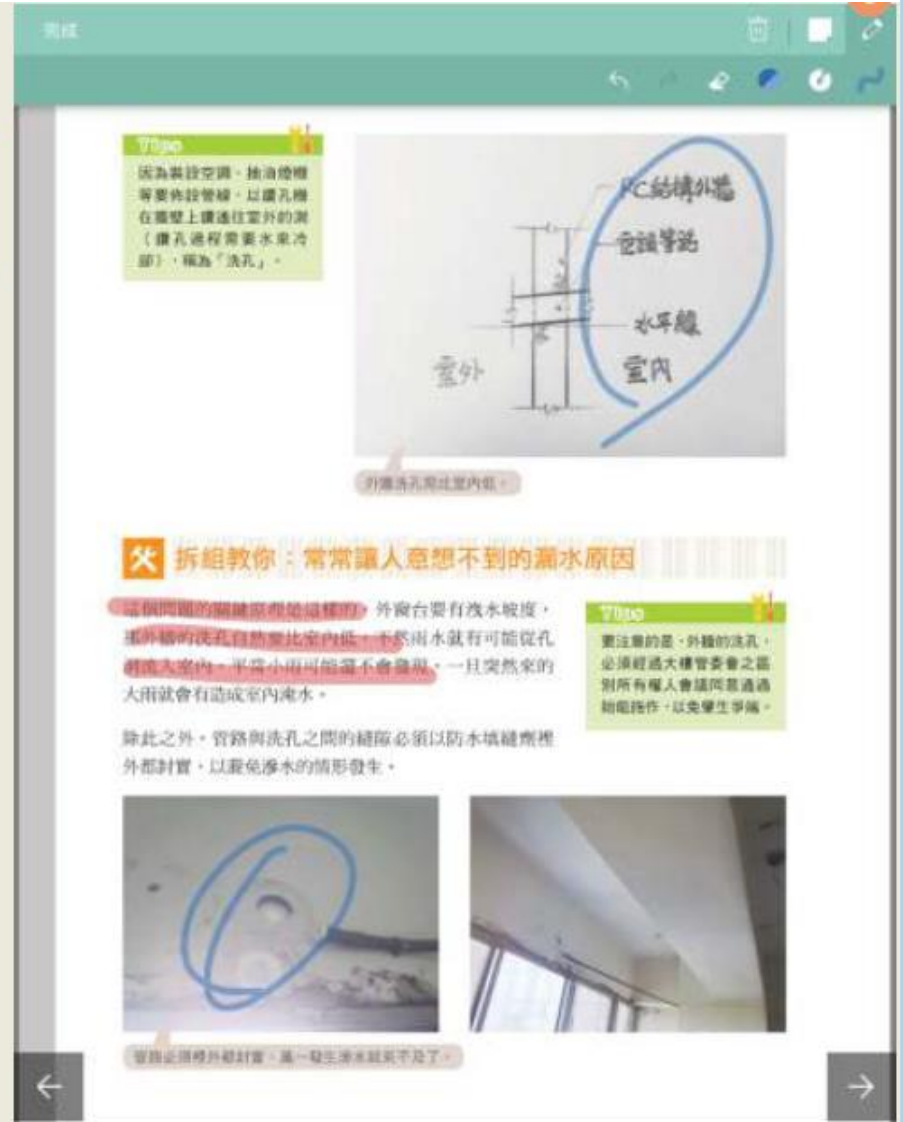 完成
Tips
因為裝設空調、抽油煙機
等要佈設管線，以鑽孔機
在牆壁上鑽通往室外的洞
（鑽孔過程需要水來冷
卻），稱為「洗孔」。
RC結構外牆
空調管路
水平線
室內
室外
外牆洗孔需比室內低。
拆組教你：常常讓人意想不到的漏水原因
這個問題的關鍵原理是這樣的，外窗台要有洩水坡度，
那外牆的洗孔自然要比室內低，不然雨水就有可能從孔
洞流入室內，平常小雨可能還不會發現，一旦突然來的
大雨就會有造成室內淹水。
除此之外，管路與洗孔之間的縫隙必須以防水填縫劑裡
外都封實，以避免滲水的情形發生。
Tips
要注意的是，外牆的洗孔，
必須經過大樓管委會之區
別所有權人會議同意通過
始能施作，以免孳生爭端。
管路必須裡外都封實，萬一發生滲水就來不及了。